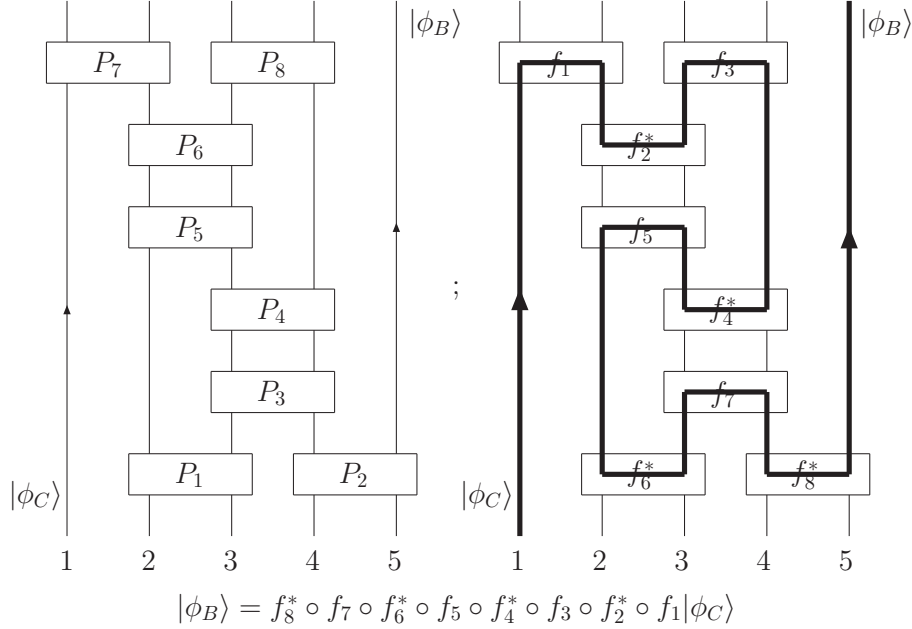 |ϕ_B⟩ |ϕ_B⟩
P_7 P_8 f_1 f_3
P_6 f_2^*
P_5 f_5
;
P_4 f_4^*
P_3 f_7
P_1 P_2 f_6^* f_8^*
|ϕ_C⟩ |ϕ_C⟩
1 2 3 4 5 1 2 3 4 5
|ϕ_B⟩ = f_8^* ∘ f_7 ∘ f_6^* ∘ f_5 ∘ f_4^* ∘ f_3 ∘ f_2^* ∘ f_1|ϕ_C⟩